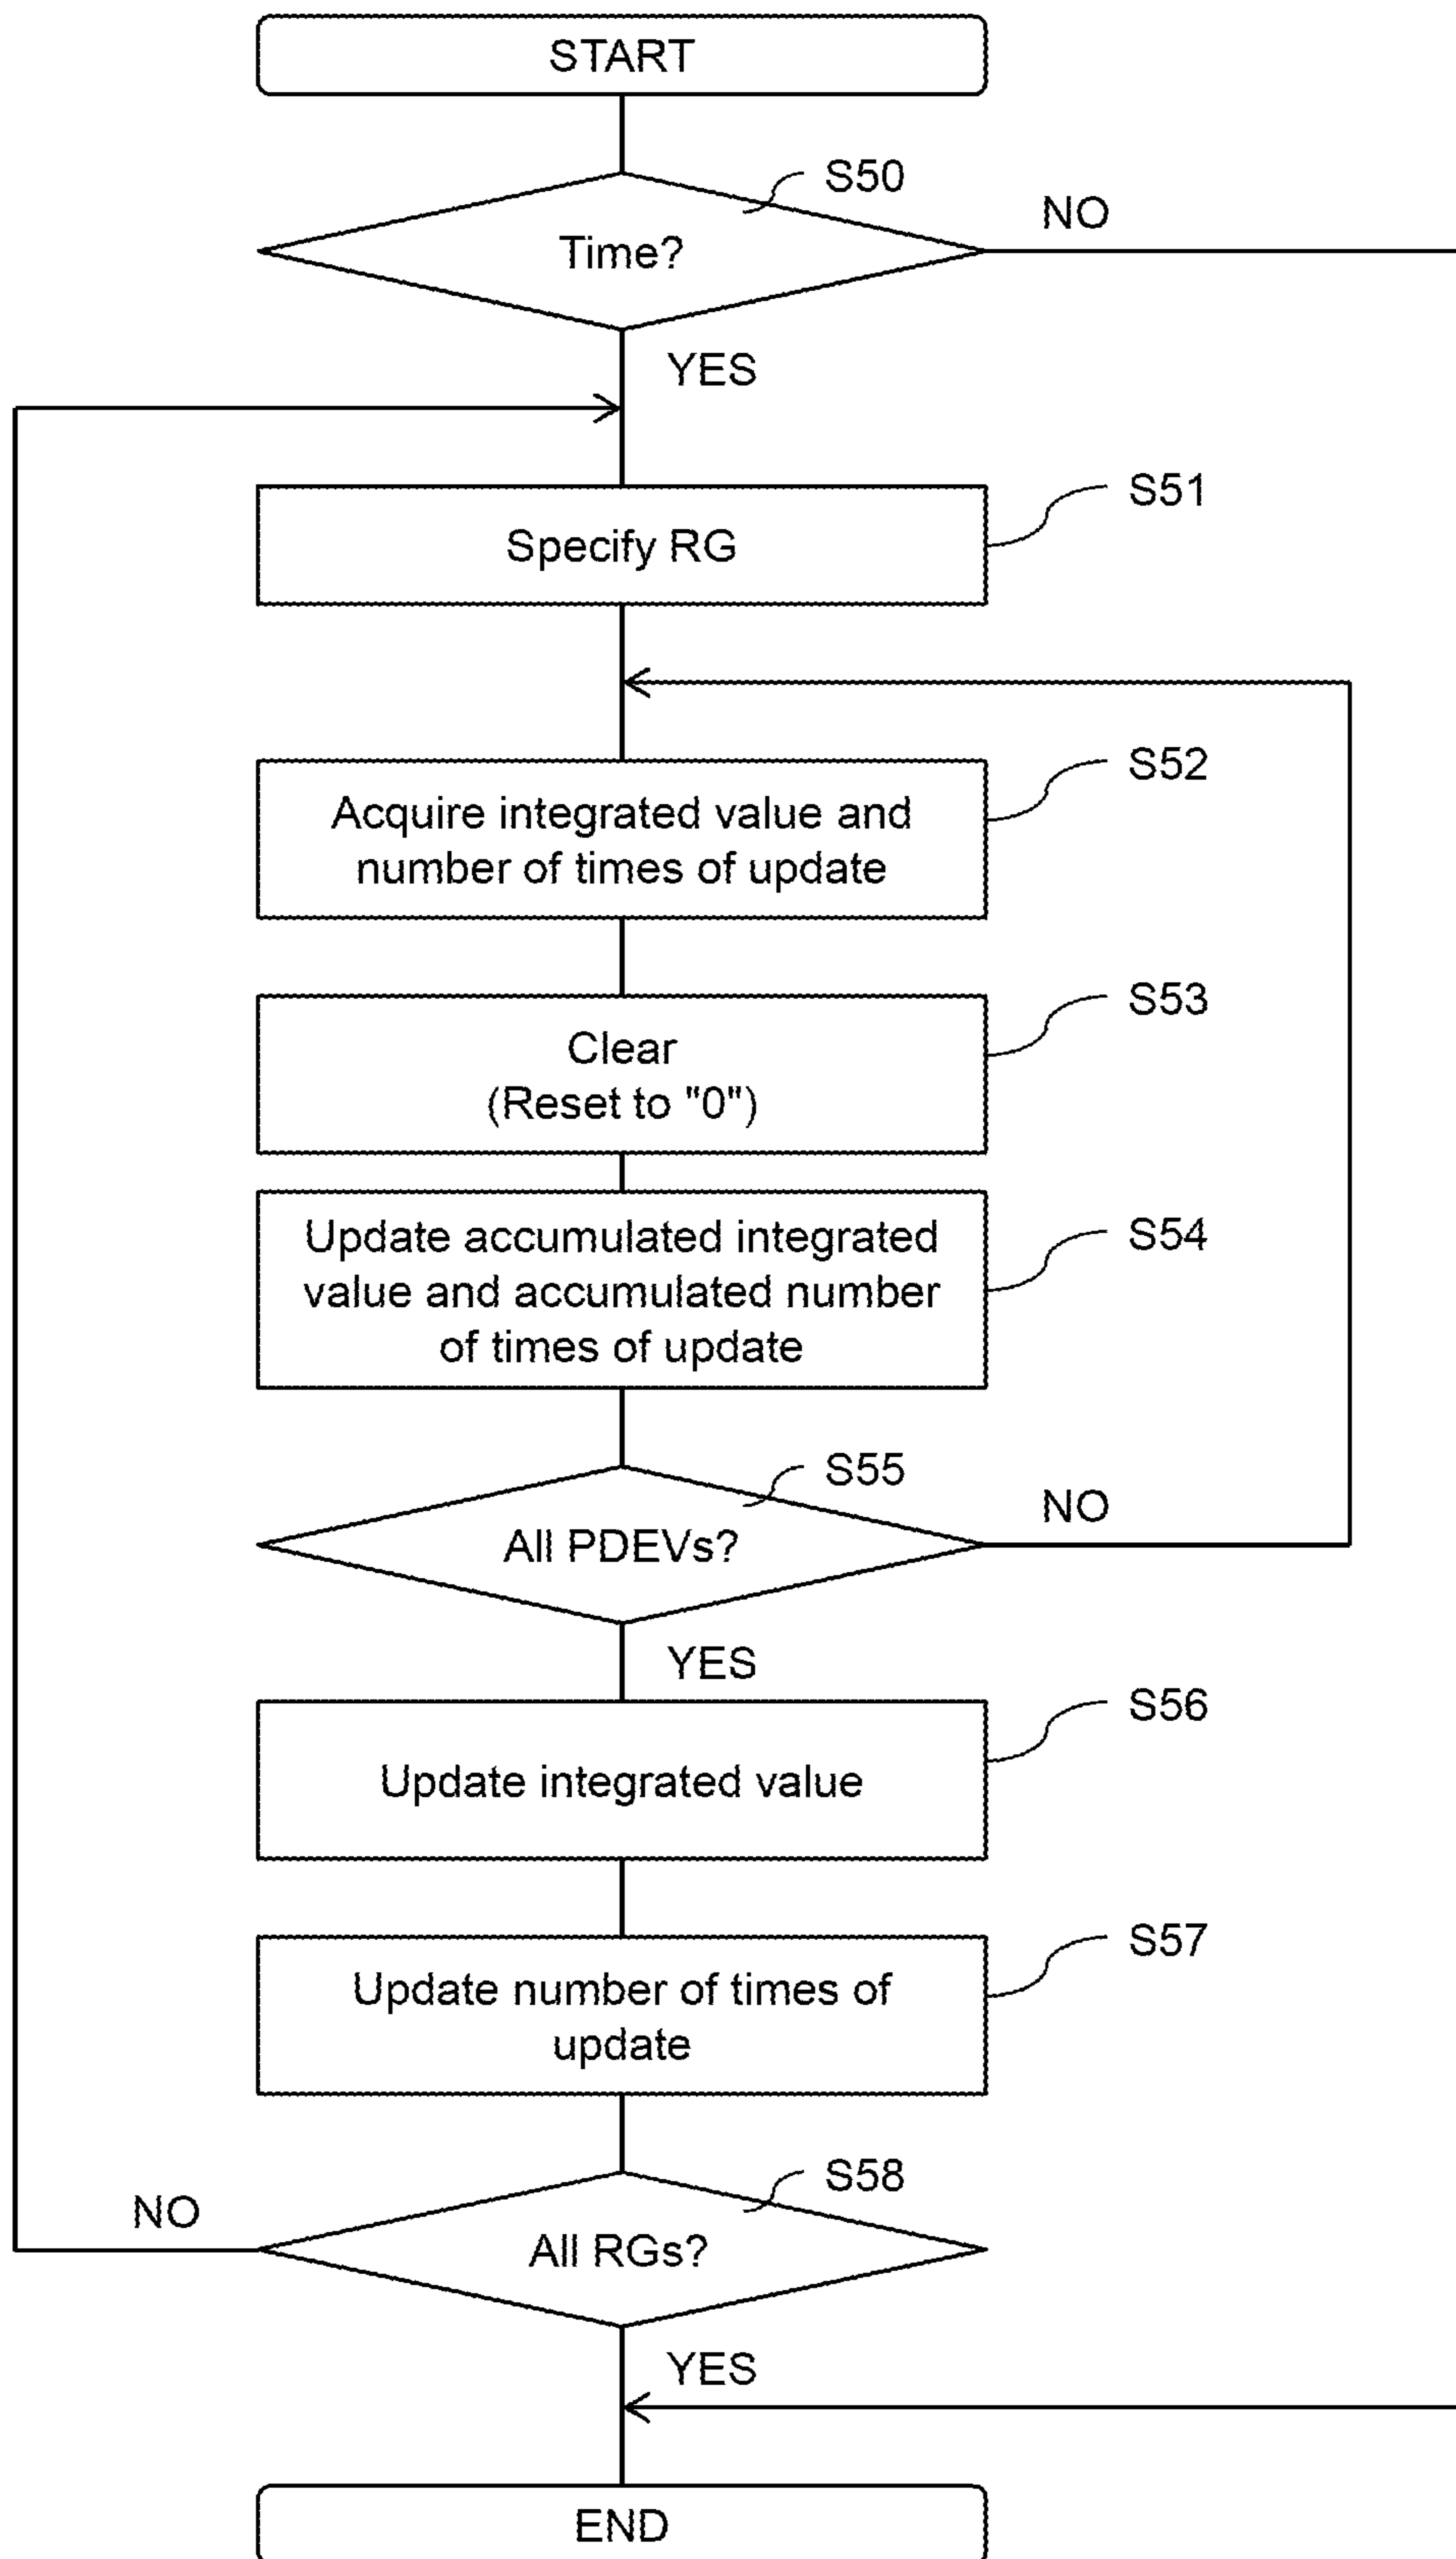 START
S50
NO
Time?
YES
S51
Specify RG
S52
Acquire integrated value and
number of times of update
S53
Clear
(Reset to "0")
S54
Update accumulated integrated
value and accumulated number
of times of update
S55
NO
All PDEVs?
YES
S56
Update integrated value
S57
Update number of times of
update
S58
NO
All RGs?
YES
END